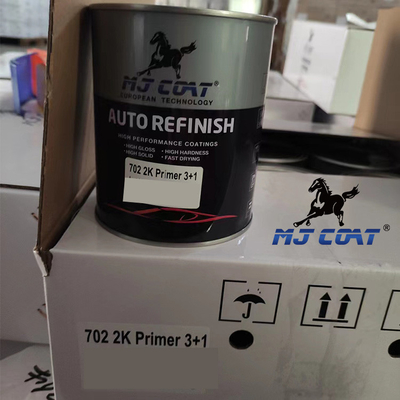 MJ COAT
EUROPEAN TECHNOLOGY
AUTO REFINISH
HIGH PERFORMANCE COATINGS
• HIGH GLOSS • HIGH HARDNESS
• HIGH SOLID • FAST DRYING
702 2K Primer 3+1
MJ COAT®
702 2K Primer 3+1